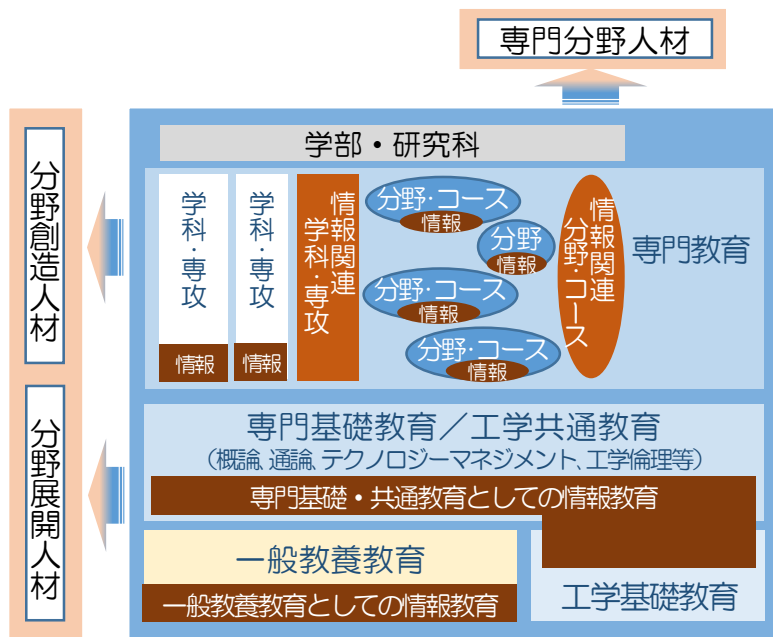 専門分野人材
分野創造人材
分野展開人材
学部・研究科
学科・専攻
情報
学科・専攻
情報
情報関連
学科・専攻
分野・コース
情報
分野
情報
分野・コース
情報
分野・コース
情報
情報関連
分野・コース
専門教育
専門基礎教育／工学共通教育
（概論、通論、テクノロジーマネジメント、工学倫理等）
専門基礎・共通教育としての情報教育
一般教養教育
一般教養教育としての情報教育
工学基礎教育